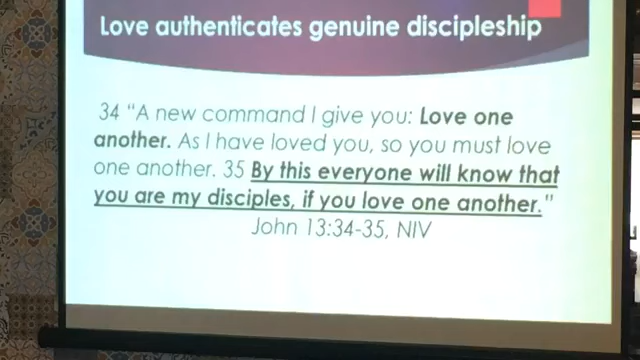 Love authenticates genuine discipleship
34 “A new command I give you: Love one
another. As I have loved you, so you must love
one another. 35 By this everyone will know that
you are my disciples, if you love one another.”
John 13:34-35, NIV